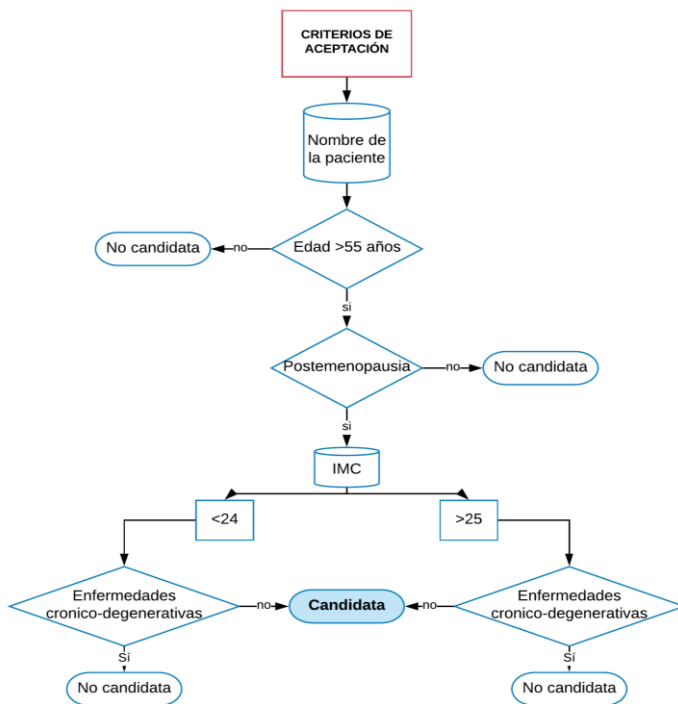 CRITERIOS DE
ACEPTACIÓN
Nombre de
la paciente
Edad >55 años
no
No candidata
si
Postemenopausia
no
No candidata
si
IMC
<24
>25
Enfermedades
cronico-degenerativas
no
Candidata
no
Enfermedades
cronico-degenerativas
Sí
No candidata
Sí
No candidata